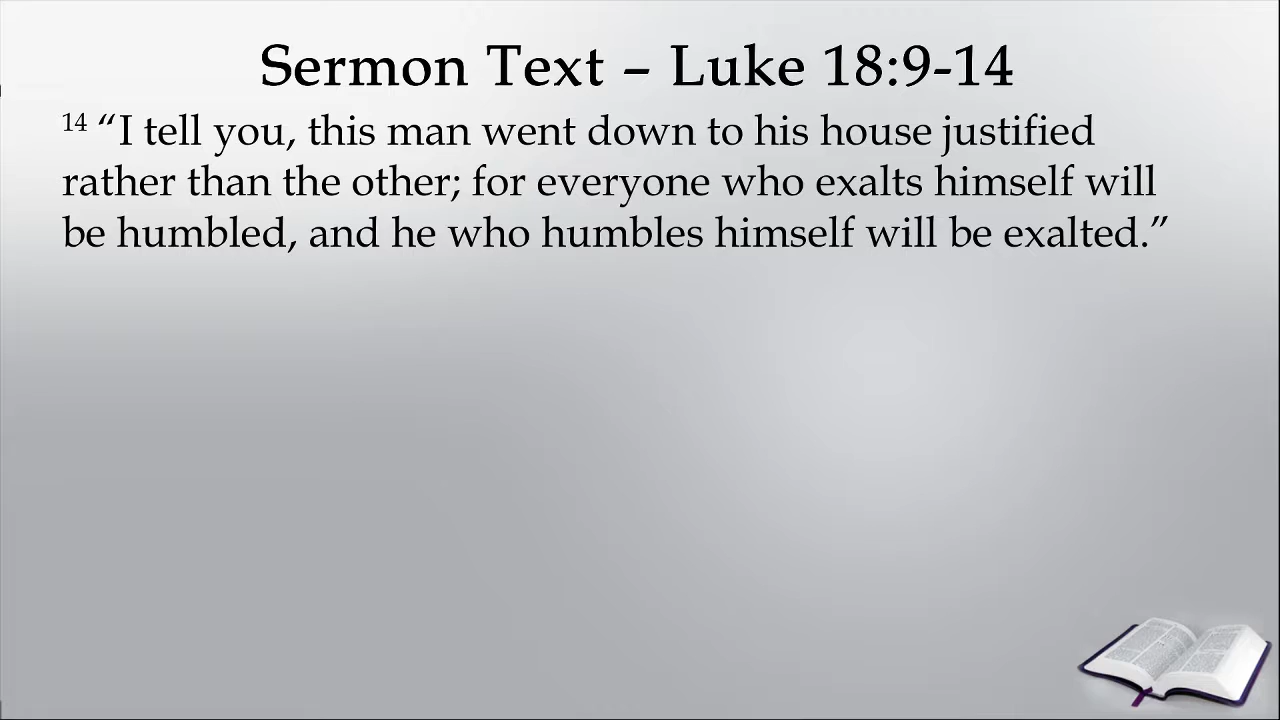 Sermon Text – Luke 18:9-14
14 “I tell you, this man went down to his house justified
rather than the other; for everyone who exalts himself will
be humbled, and he who humbles himself will be exalted.”